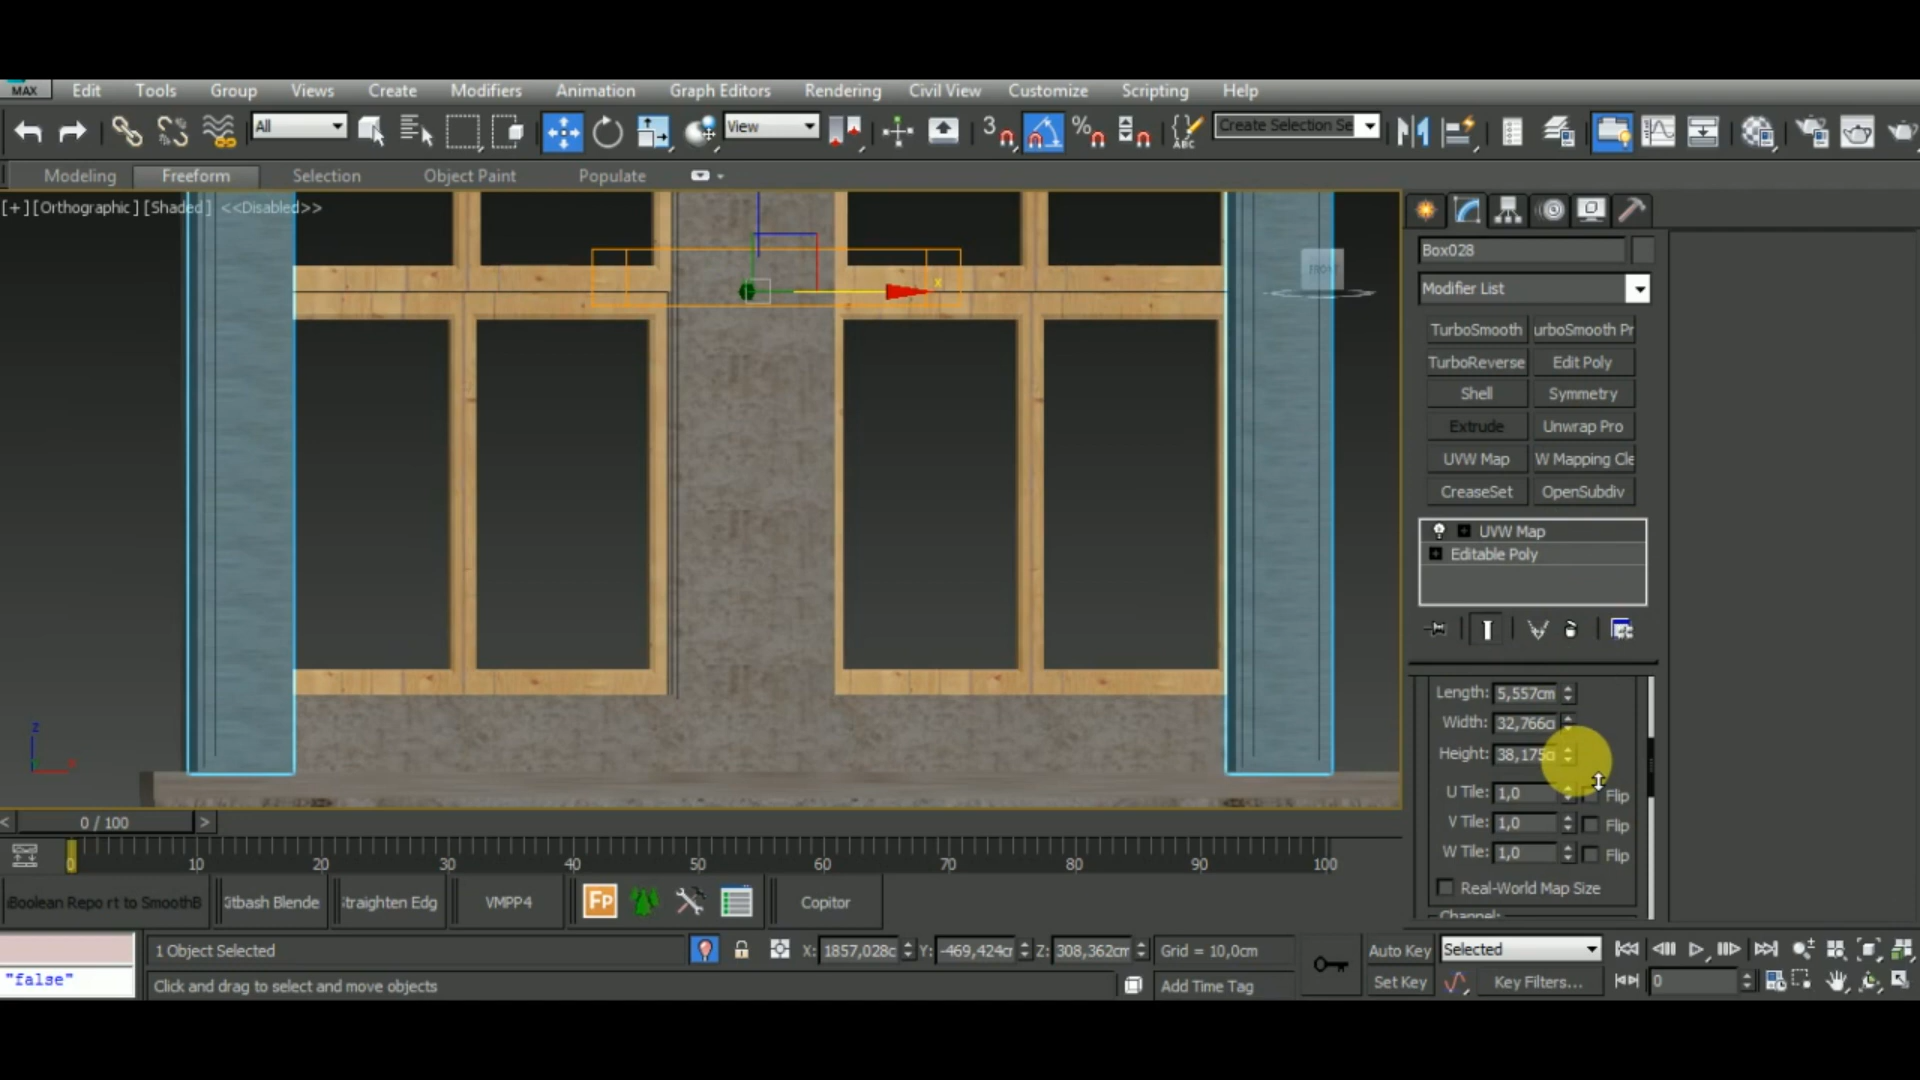 MAX Edit Tools Group Views Create Modifiers Animation Graph Editors Rendering Civil View Customize Scripting Help
All View 3 % ABC Create Selection Se
Modeling Freeform Selection Object Paint Populate
[+] [Orthographic] [Shaded] <<Disabled>>
FRONT
x
z
Box028
Modifier List
TurboSmooth urboSmooth Pr
TurboReverse Edit Poly
Shell Symmetry
Extrude Unwrap Pro
UVW Map W Mapping Cle
CreaseSet OpenSubdiv
UVW Map
Editable Poly
Length: 5,557cm
Width: 32,766c
Height: 38,175c
U Tile: 1,0 Flip
V Tile: 1,0 Flip
W Tile: 1,0 Flip
Real-World Map Size
Channel:
< 0 / 100 >
0 10 20 30 40 50 60 70 80 90 100
Boolean Repo rt to SmoothB itbash Blende traighten Edg VMPP4 FP Copitor
1 Object Selected X: 1857,028c Y: -469,424c Z: 308,362cm Grid = 10,0cm Auto Key Selected
"false" Click and drag to select and move objects Add Time Tag Set Key Key Filters... 0